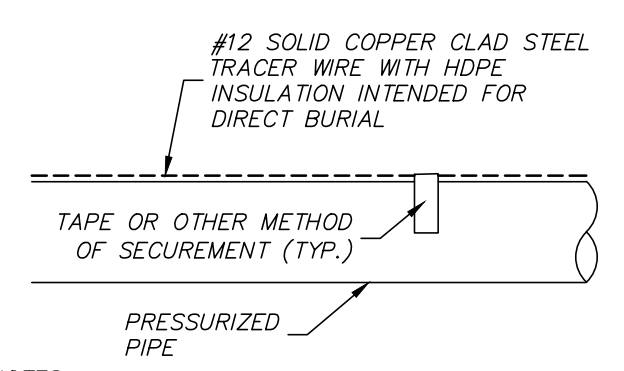 #12 SOLID COPPER CLAD STEEL
TRACER WIRE WITH HDPE
INSULATION INTENDED FOR
DIRECT BURIAL
TAPE OR OTHER METHOD
OF SECUREMENT (TYP.)
PRESSURIZED
PIPE